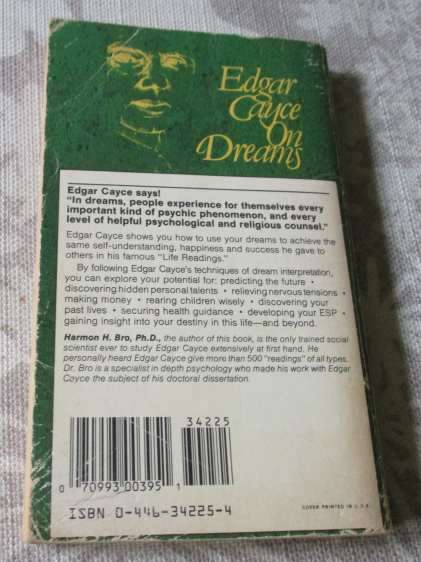 Edgar
Cayce
On
Dreams
Edgar Cayce says!
"In dreams, people experience for themselves every
important kind of psychic phenomenon, and every
level of helpful psychological and religious counsel."
Edgar Cayce shows you how to use your dreams to achieve the
same self-understanding, happiness and success he gave to
others in his famous "Life Readings."
By following Edgar Cayce's techniques of dream interpretation,
you can explore your potential for: predicting the future •
discovering hidden personal talents • relieving nervous tensions •
making money • rearing children wisely • discovering your
past lives • securing health guidance • developing your ESP •
gaining insight into your destiny in this life—and beyond.
Harmon H. Bro, Ph.D., the author of this book, is the only trained social
scientist ever to study Edgar Cayce extensively at first hand. He
personally heard Edgar Cayce give more than 500 "readings" of all types.
Dr. Bro is a specialist in depth psychology who made his work with Edgar
Cayce the subject of his doctoral dissertation.
34225
0 70993 00395 1
ISBN 0-446-34225-4
COVER PRINTED IN U.S.A.